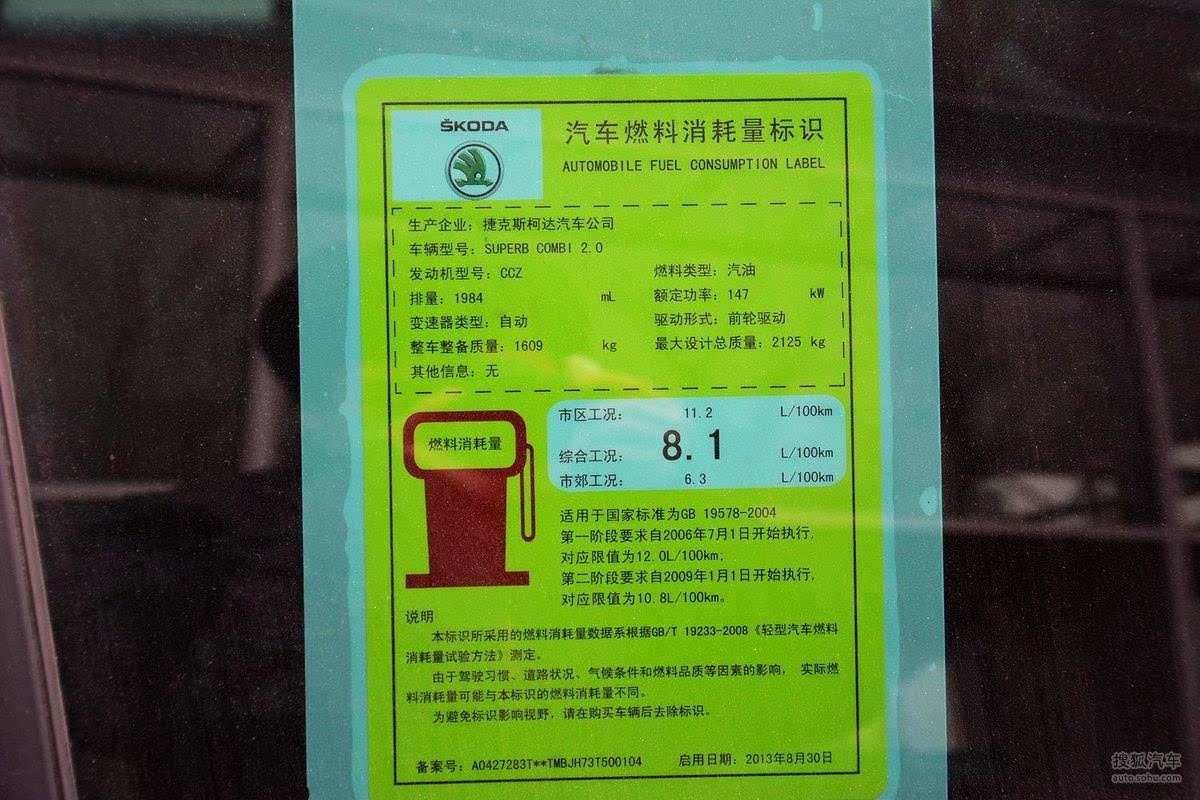 ŠKODA
汽车燃料消耗量标识
AUTOMOBILE FUEL CONSUMPTION LABEL
生产企业：捷克斯柯达汽车公司
车辆型号：SUPERB COMBI 2.0
发动机型号：CCZ 燃料类型：汽油
排量：1984 mL 额定功率：147 kW
变速器类型：自动 驱动形式：前轮驱动
整车整备质量：1609 kg 最大设计总质量：2125 kg
其他信息：无
燃料消耗量
市区工况： 11.2 L/100km
综合工况： 8.1 L/100km
市郊工况： 6.3 L/100km
适用于国家标准为GB 19578-2004
第一阶段要求自2006年7月1日开始执行,
对应限值为12.0L/100km;
第二阶段要求自2009年1月1日开始执行,
对应限值为10.8L/100km。
说明
本标识所采用的燃料消耗量数据系根据GB/T 19233-2008《轻型汽车燃料
消耗量试验方法》测定。
由于驾驶习惯、道路状况、气候条件和燃料品质等因素的影响， 实际燃
料消耗量可能与本标识的燃料消耗量不同。
为避免标识影响视野，请在购买车辆后去除标识。
备案号：A0427283T**TMBJH73T500104 启用日期：2013年8月30日
搜狐汽车
auto.sohu.com